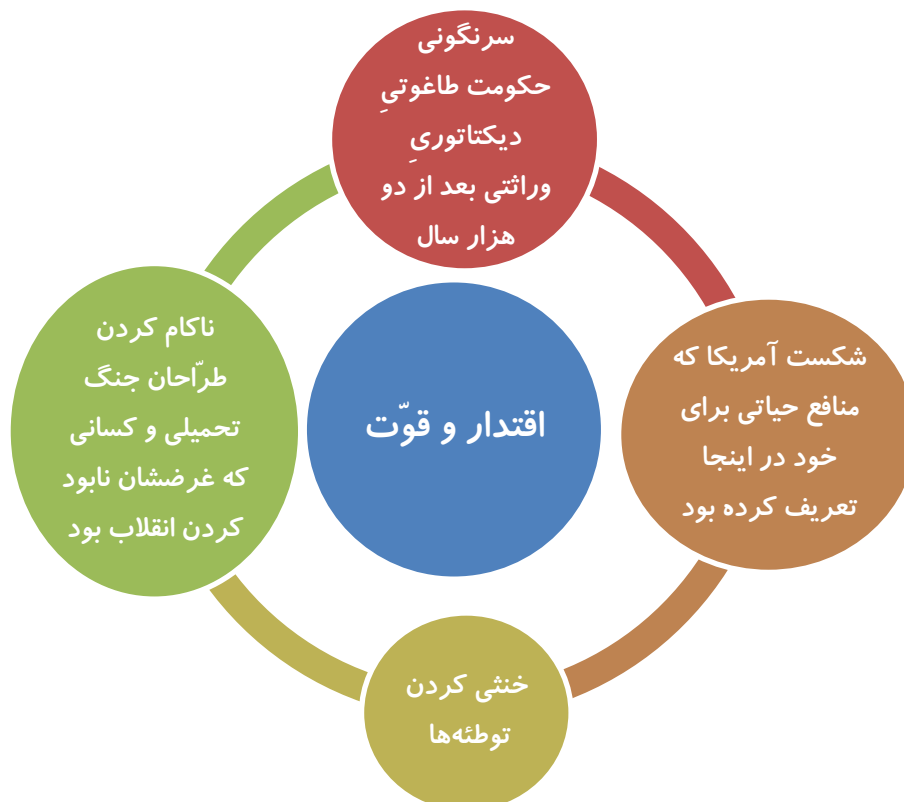 سرنگونی
حکومت طاغوتیِ
دیکتاتوریِ
وراثتی بعد از دو
هزار سال
شکست آمریکا که
منافع حیاتی برای
خود در اینجا
تعریف کرده بود
خنثی کردن
توطئه‌ها
ناکام کردن
طرّاحان جنگ
تحمیلی و کسانی
که غرضشان نابود
کردن انقلاب بود
اقتدار و قوّت